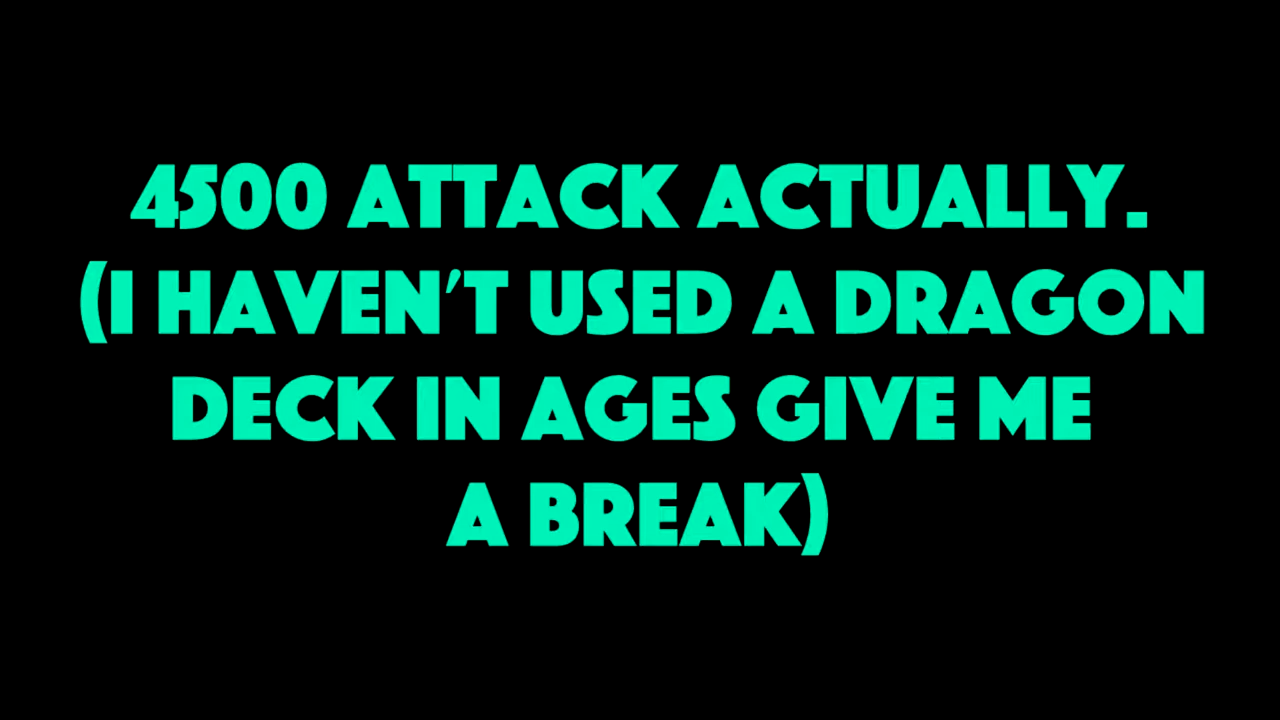 4500 ATTACK ACTUALLY.
(I HAVEN'T USED A DRAGON
DECK IN AGES GIVE ME
A BREAK)